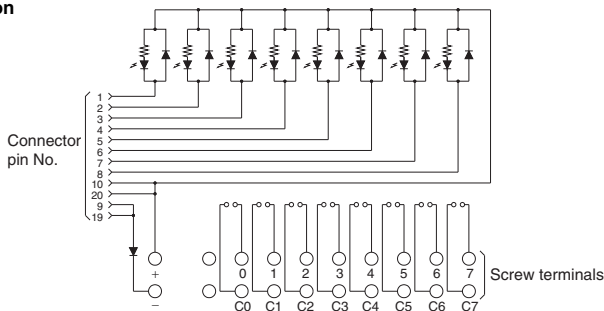 on
1
2
3
4
5
6
7
8
10
20
9
19
Connector
pin No.
+ 0 1 2 3 4 5 6 7
Screw terminals
− C0 C1 C2 C3 C4 C5 C6 C7